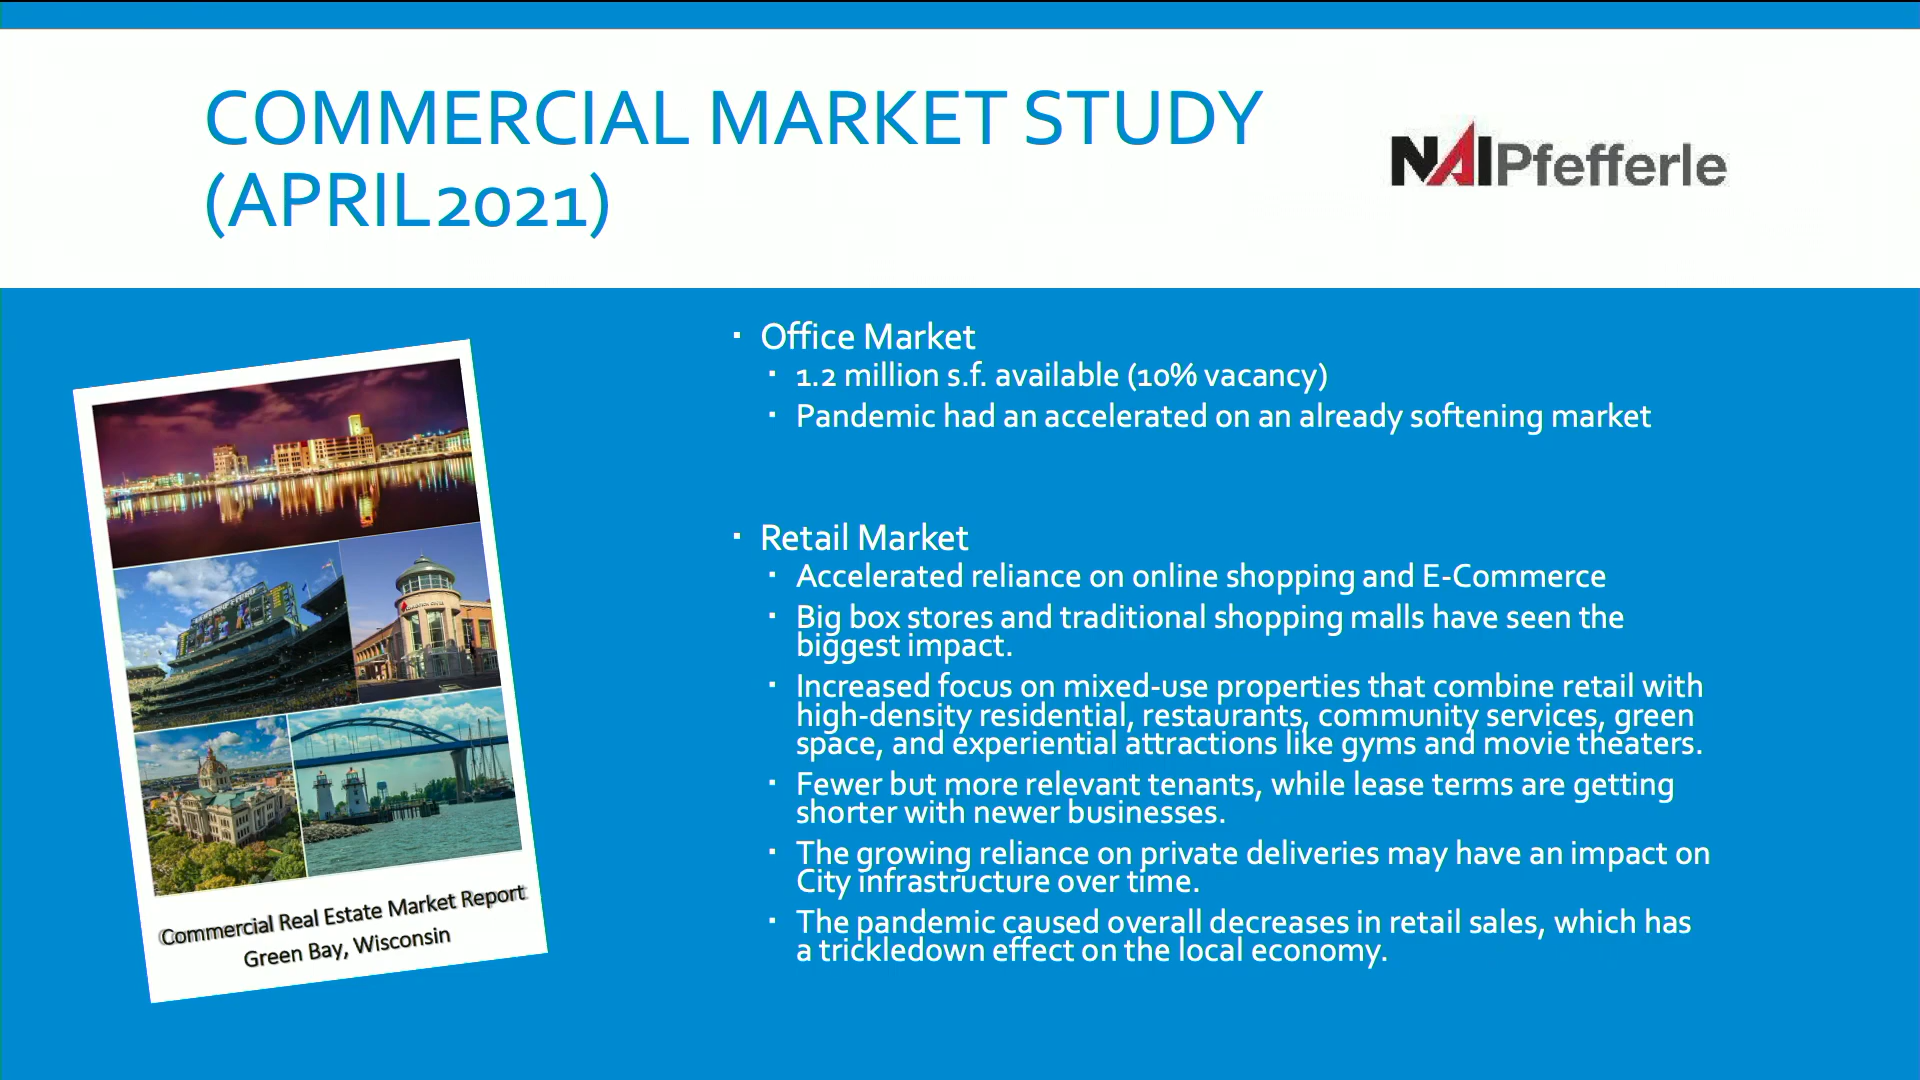 COMMERCIAL MARKET STUDY
(APRIL2021)
NAIPfefferle
▪ Office Market
▪ 1.2 million s.f. available (10% vacancy)
▪ Pandemic had an accelerated on an already softening market
▪ Retail Market
▪ Accelerated reliance on online shopping and E-Commerce
▪ Big box stores and traditional shopping malls have seen the
biggest impact.
▪ Increased focus on mixed-use properties that combine retail with
high-density residential, restaurants, community services, green
space, and experiential attractions like gyms and movie theaters.
▪ Fewer but more relevant tenants, while lease terms are getting
shorter with newer businesses.
▪ The growing reliance on private deliveries may have an impact on
City infrastructure over time.
▪ The pandemic caused overall decreases in retail sales, which has
a trickledown effect on the local economy.
Commercial Real Estate Market Report
Green Bay, Wisconsin